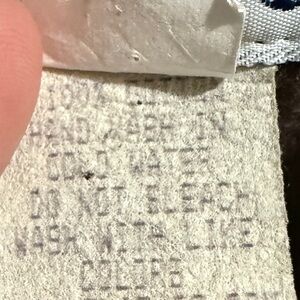 HAND WASH IN
COLD WATER
DO NOT BLEACH
WASH WITH LIKE
COLORS